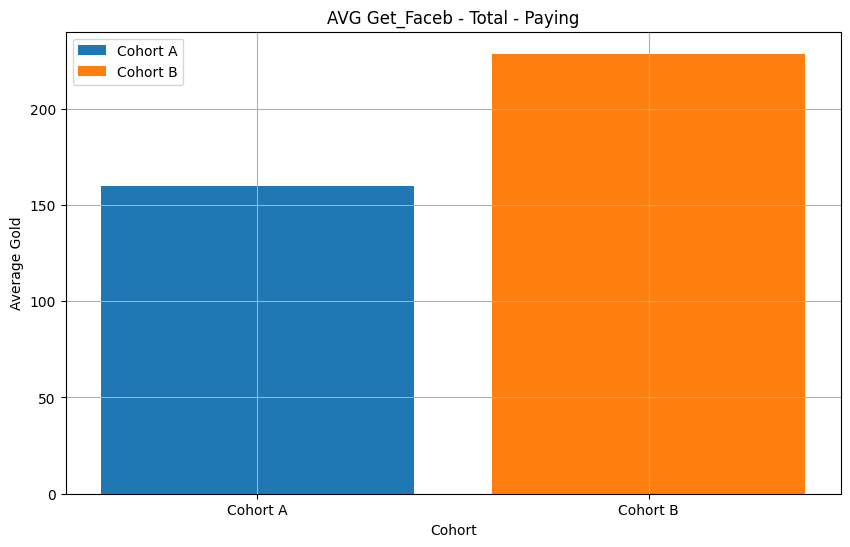 AVG Get_Faceb - Total - Paying
Cohort A
Cohort B
200
150
100
50
0
Average Gold
Cohort A
Cohort B
Cohort